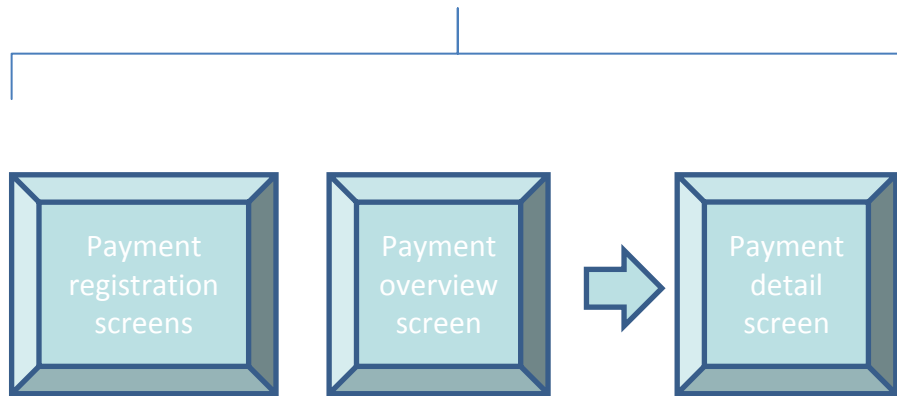 Payment
registration
screens
Payment
overview
screen
Payment
detail
screen